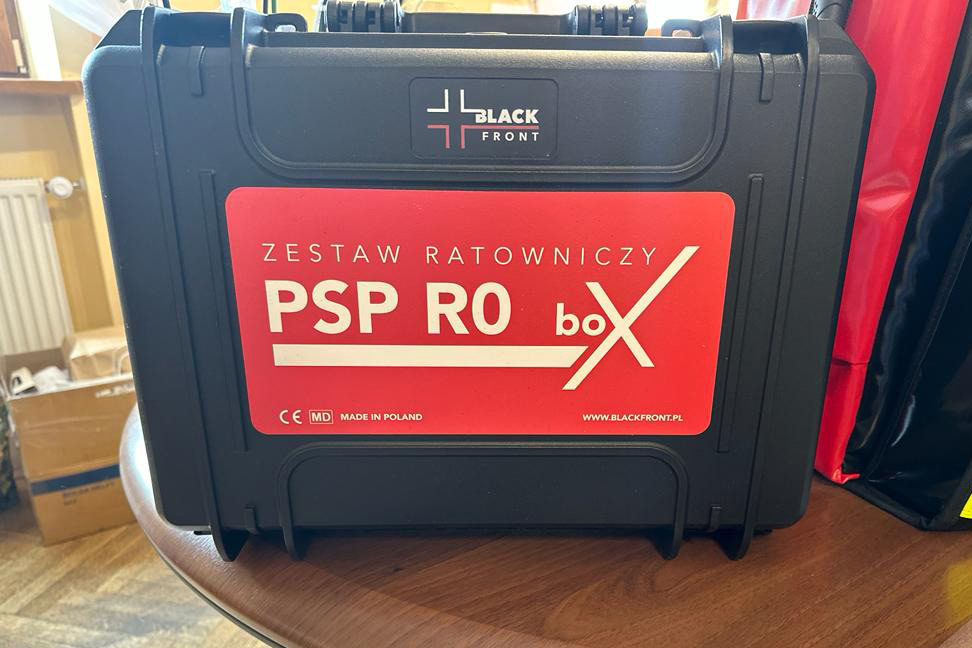 BLACK
FRONT
ZESTAW RATOWNICZY
PSP R0 boX
CE MD MADE IN POLAND
WWW.BLACKFRONT.PL